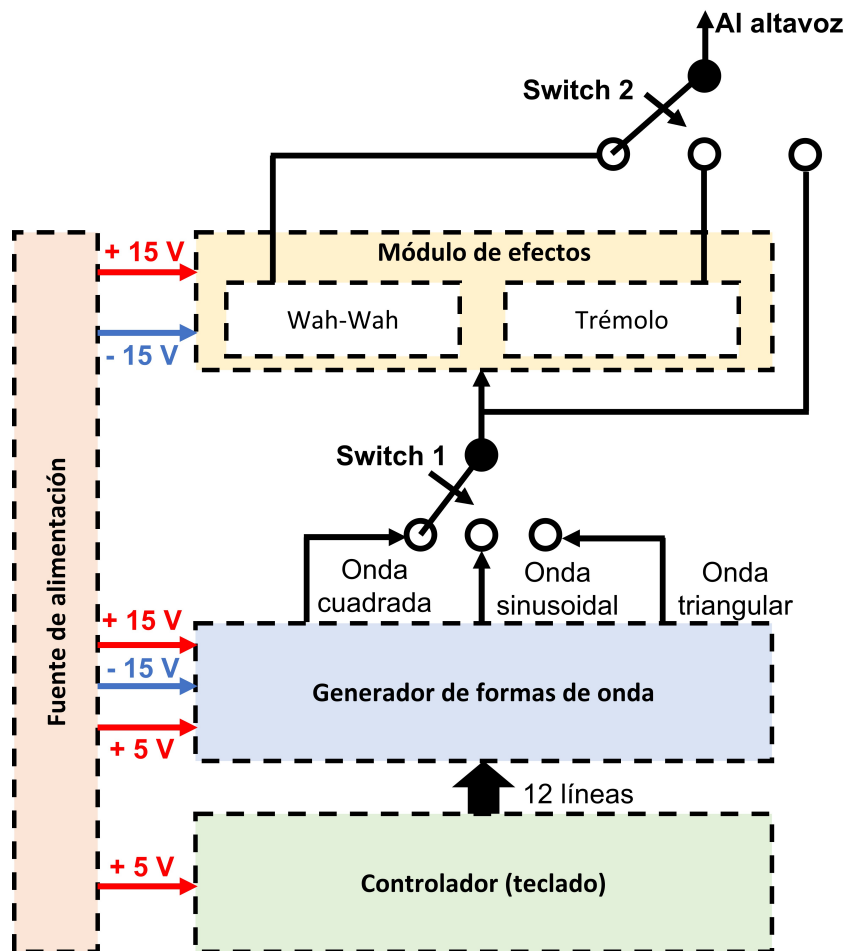 Al altavoz
Switch 2
+ 15 V
Módulo de efectos
Wah-Wah
Trémolo
- 15 V
Switch 1
Fuente de alimentación
Onda
cuadrada
Onda
sinusoidal
Onda
triangular
+ 15 V
- 15 V
Generador de formas de onda
+ 5 V
12 líneas
+ 5 V
Controlador (teclado)